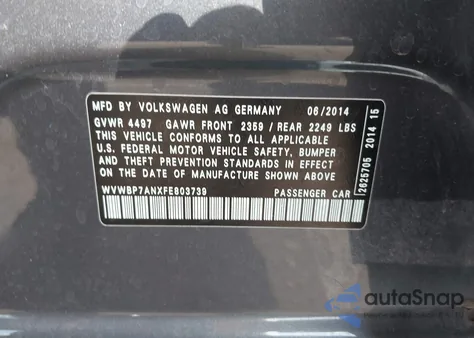 MFD BY VOLKSWAGEN AG GERMANY 06/2014
GVWR 4497 GAWR FRONT 2359 / REAR 2249 LBS
THIS VEHICLE CONFORMS TO ALL APPLICABLE
U.S. FEDERAL MOTOR VEHICLE SAFETY, BUMPER
AND THEFT PREVENTION STANDARDS IN EFFECT
ON THE DATE OF MANUFACTURE SHOWN ABOVE.
WVWBP7ANXFE803739 PASSENGER CAR
2625705 2014 15
autoSnap